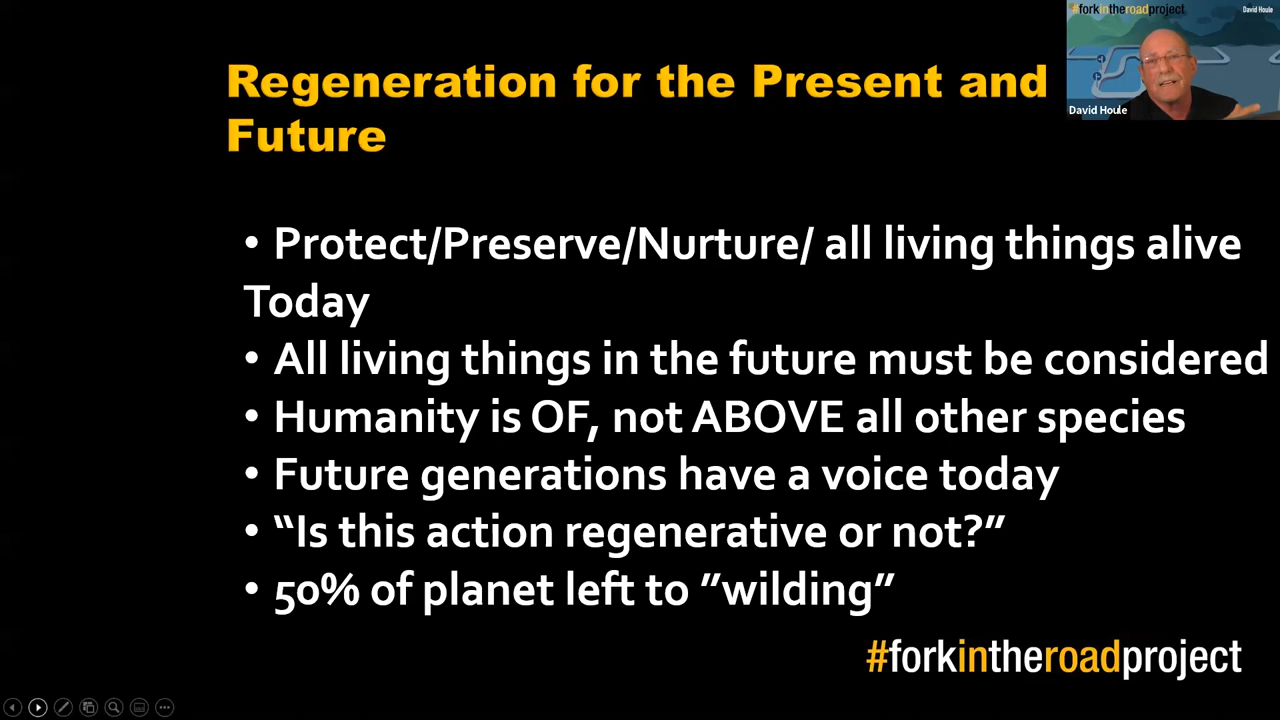 #forkintheroadproject
David Houle
David Houle
Regeneration for the Present and
Future
• Protect/Preserve/Nurture/ all living things alive
Today
• All living things in the future must be considered
• Humanity is OF, not ABOVE all other species
• Future generations have a voice today
• “Is this action regenerative or not?”
• 50% of planet left to ”wilding”
#forkintheroadproject